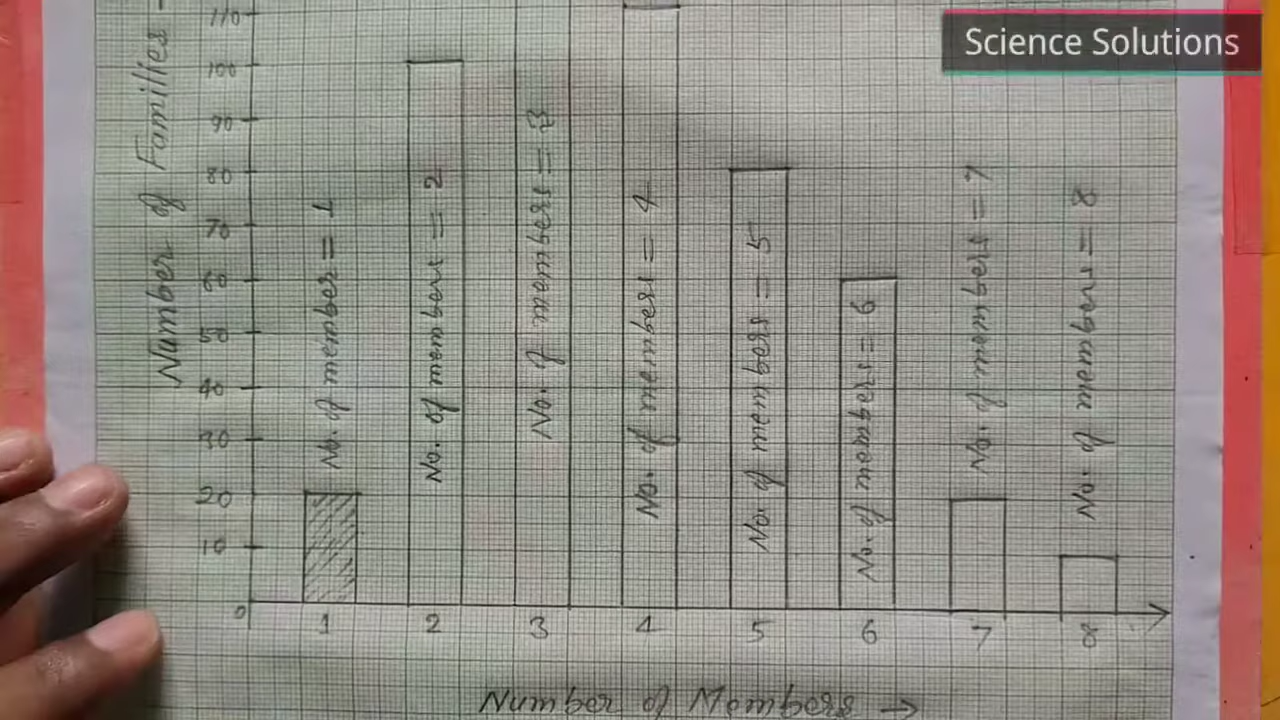 Science Solutions
Number of Families
110
100
90
80
70
60
50
40
30
20
10
0
No. of member = 1
No. of members = 2
No. of members = 3
No. of members = 4
No. of members = 5
No. of members = 6
No. of members = 7
No. of members = 8
1 2 3 4 5 6 7 8
Number of Members →